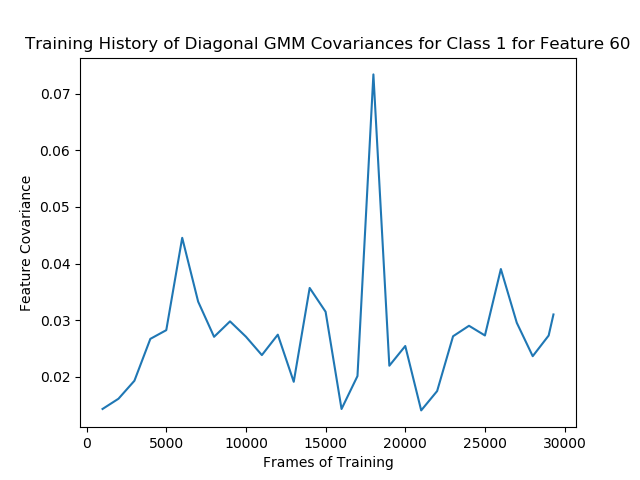 Training History of Diagonal GMM Covariances for Class 1 for Feature 60
Feature Covariance
0.07
0.06
0.05
0.04
0.03
0.02
0 5000 10000 15000 20000 25000 30000
Frames of Training